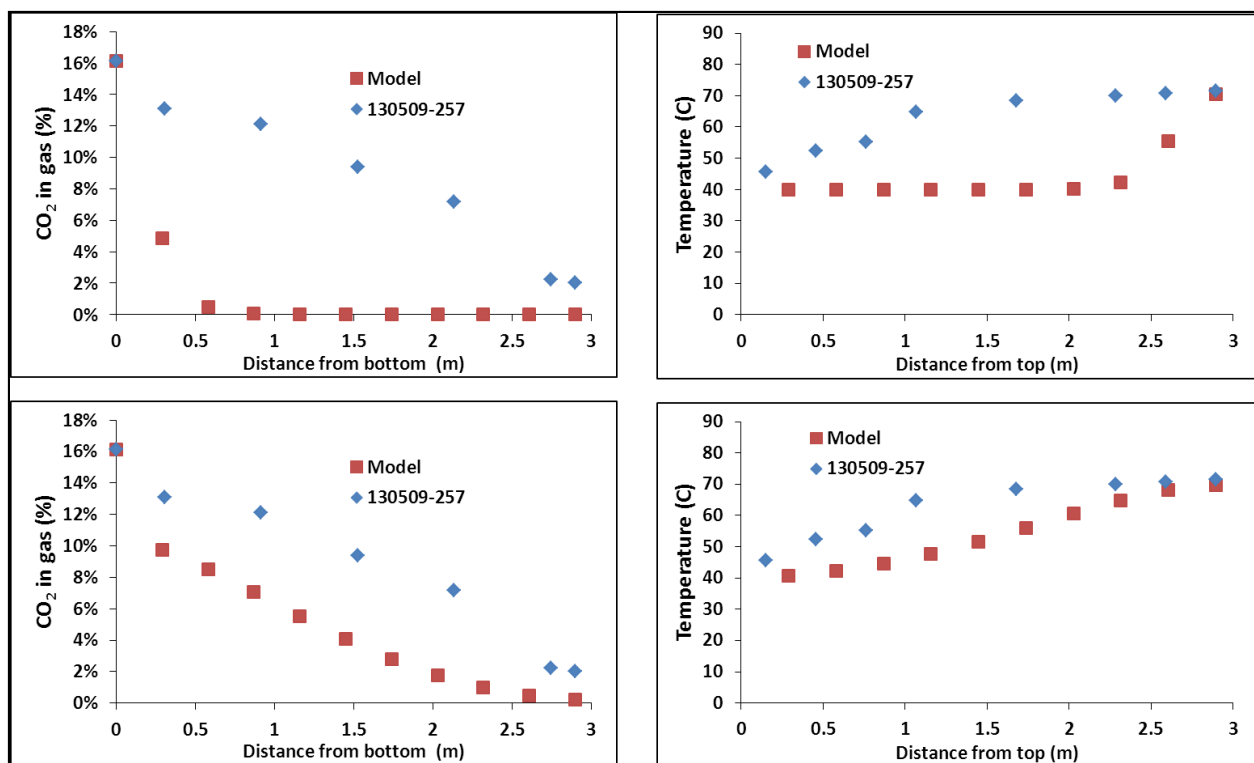 18%
16%
14%
12%
10%
8%
6%
4%
2%
0%
CO₂ in gas (%)
Model
130509-257
0 0.5 1 1.5 2 2.5 3
Distance from bottom (m)
90
80
70
60
50
40
30
20
10
0
Temperature (C)
Model
130509-257
0 0.5 1 1.5 2 2.5 3
Distance from top (m)
18%
16%
14%
12%
10%
8%
6%
4%
2%
0%
CO₂ in gas (%)
Model
130509-257
0 0.5 1 1.5 2 2.5 3
Distance from bottom (m)
90
80
70
60
50
40
30
20
10
0
Temperature (C)
Model
130509-257
0 0.5 1 1.5 2 2.5 3
Distance from top (m)